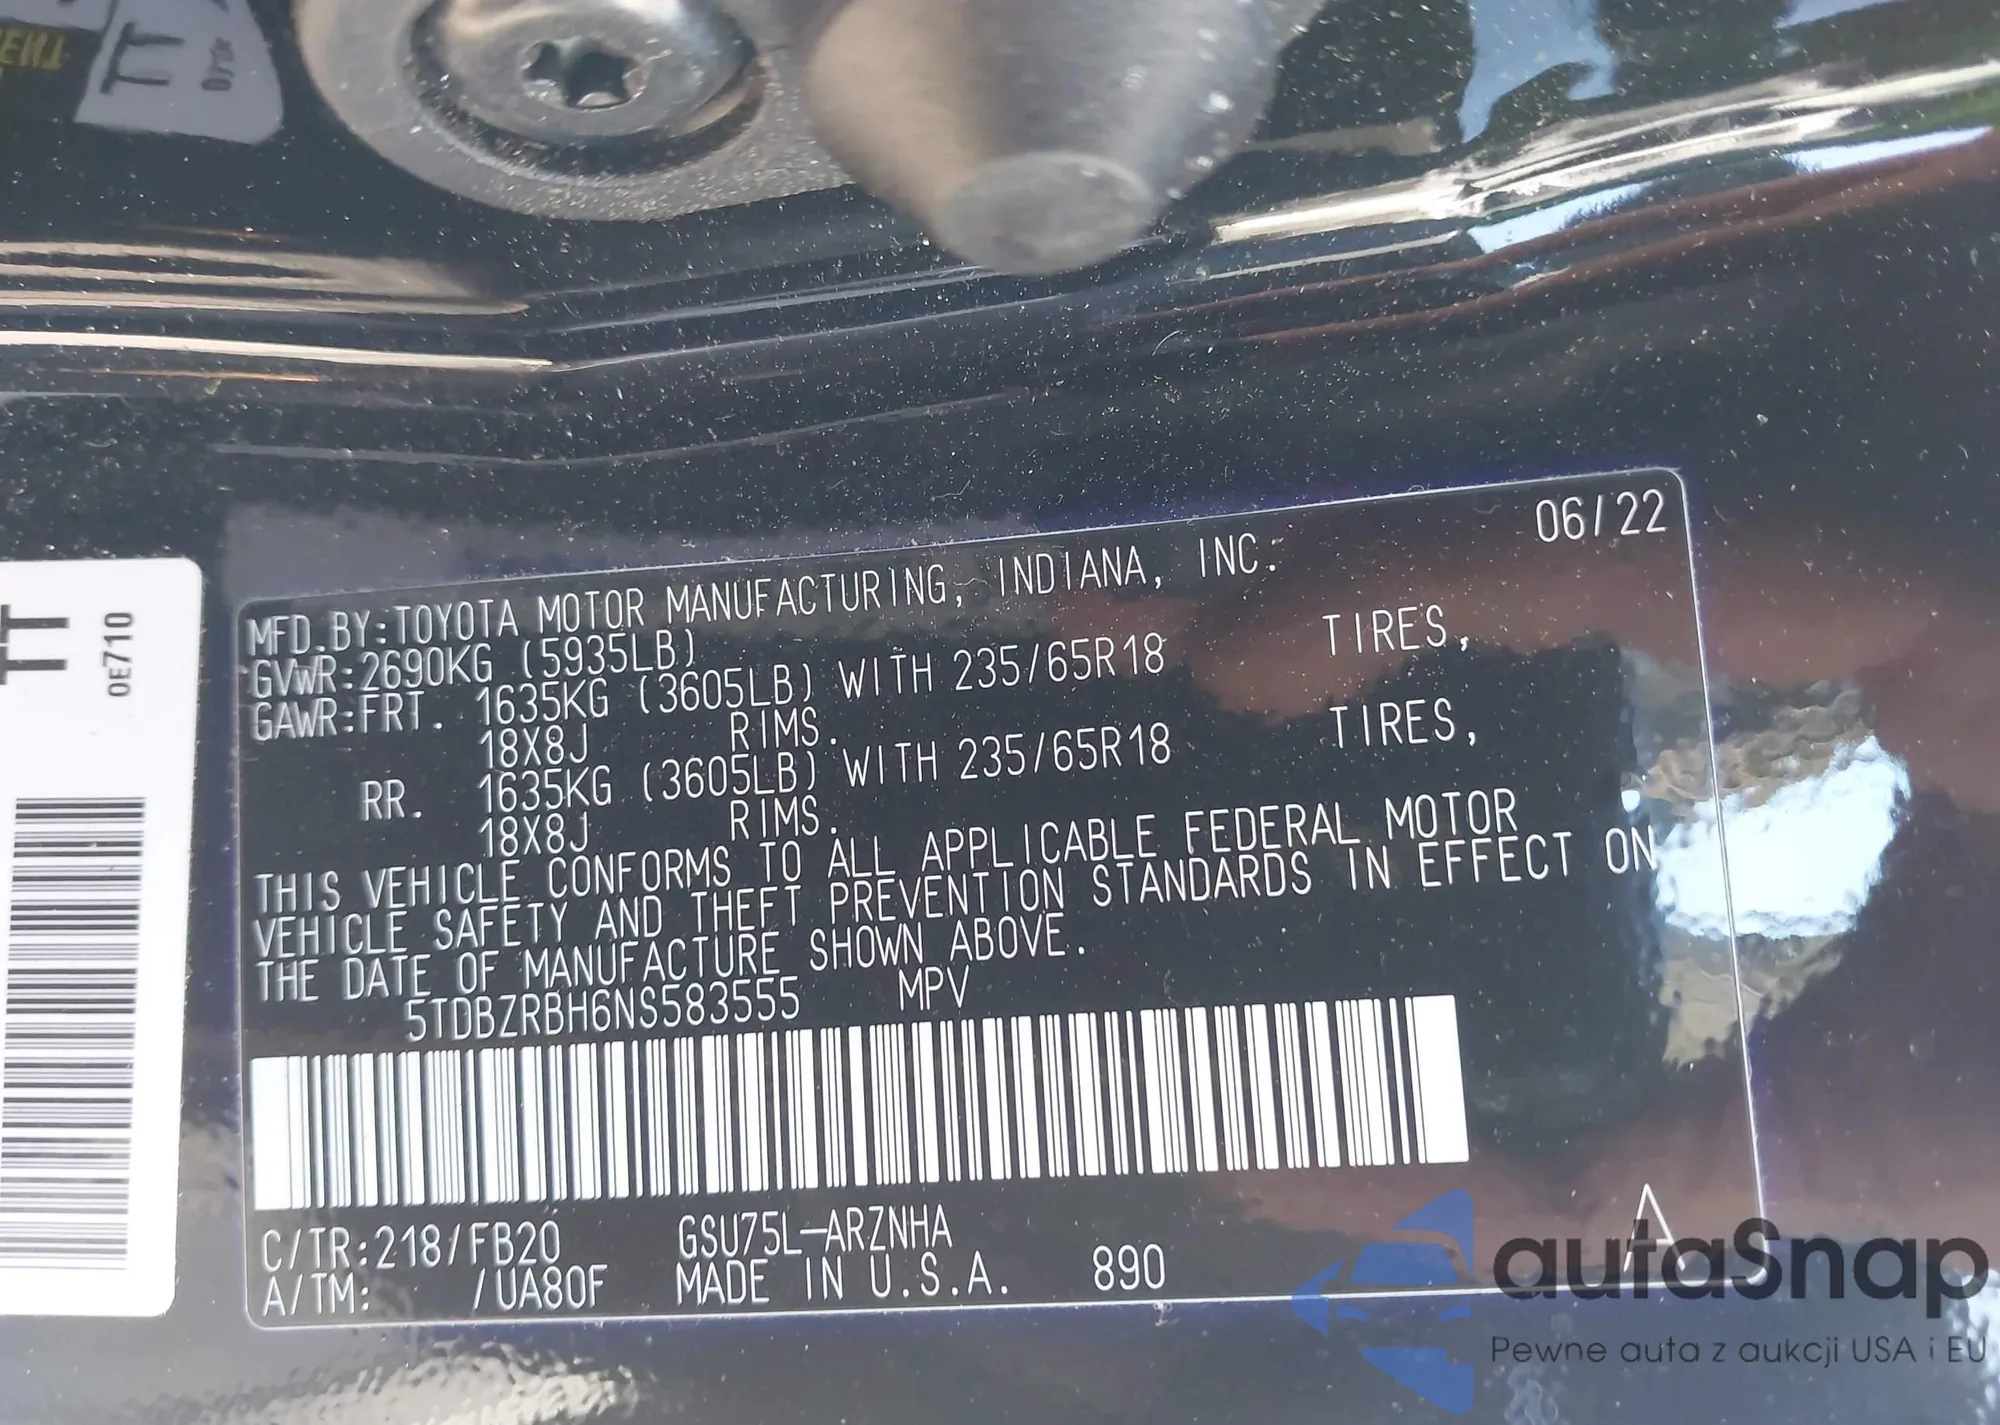 TT
TT
0E710
06/22
MFD.BY:TOYOTA MOTOR MANUFACTURING, INDIANA, INC.
GVWR:2690KG (5935LB)
GAWR:FRT. 1635KG (3605LB) WITH 235/65R18 TIRES,
18X8J RIMS.
RR. 1635KG (3605LB) WITH 235/65R18 TIRES,
18X8J RIMS.
THIS VEHICLE CONFORMS TO ALL APPLICABLE FEDERAL MOTOR
VEHICLE SAFETY AND THEFT PREVENTION STANDARDS IN EFFECT ON
THE DATE OF MANUFACTURE SHOWN ABOVE.
5TDBZRBH6NS583555 MPV
C/TR:218/FB20 GSU75L-ARZNHA
A/TM: /UA80F MADE IN U.S.A. 890
A
autaSnap
Pewne auta z aukcji USA i EU